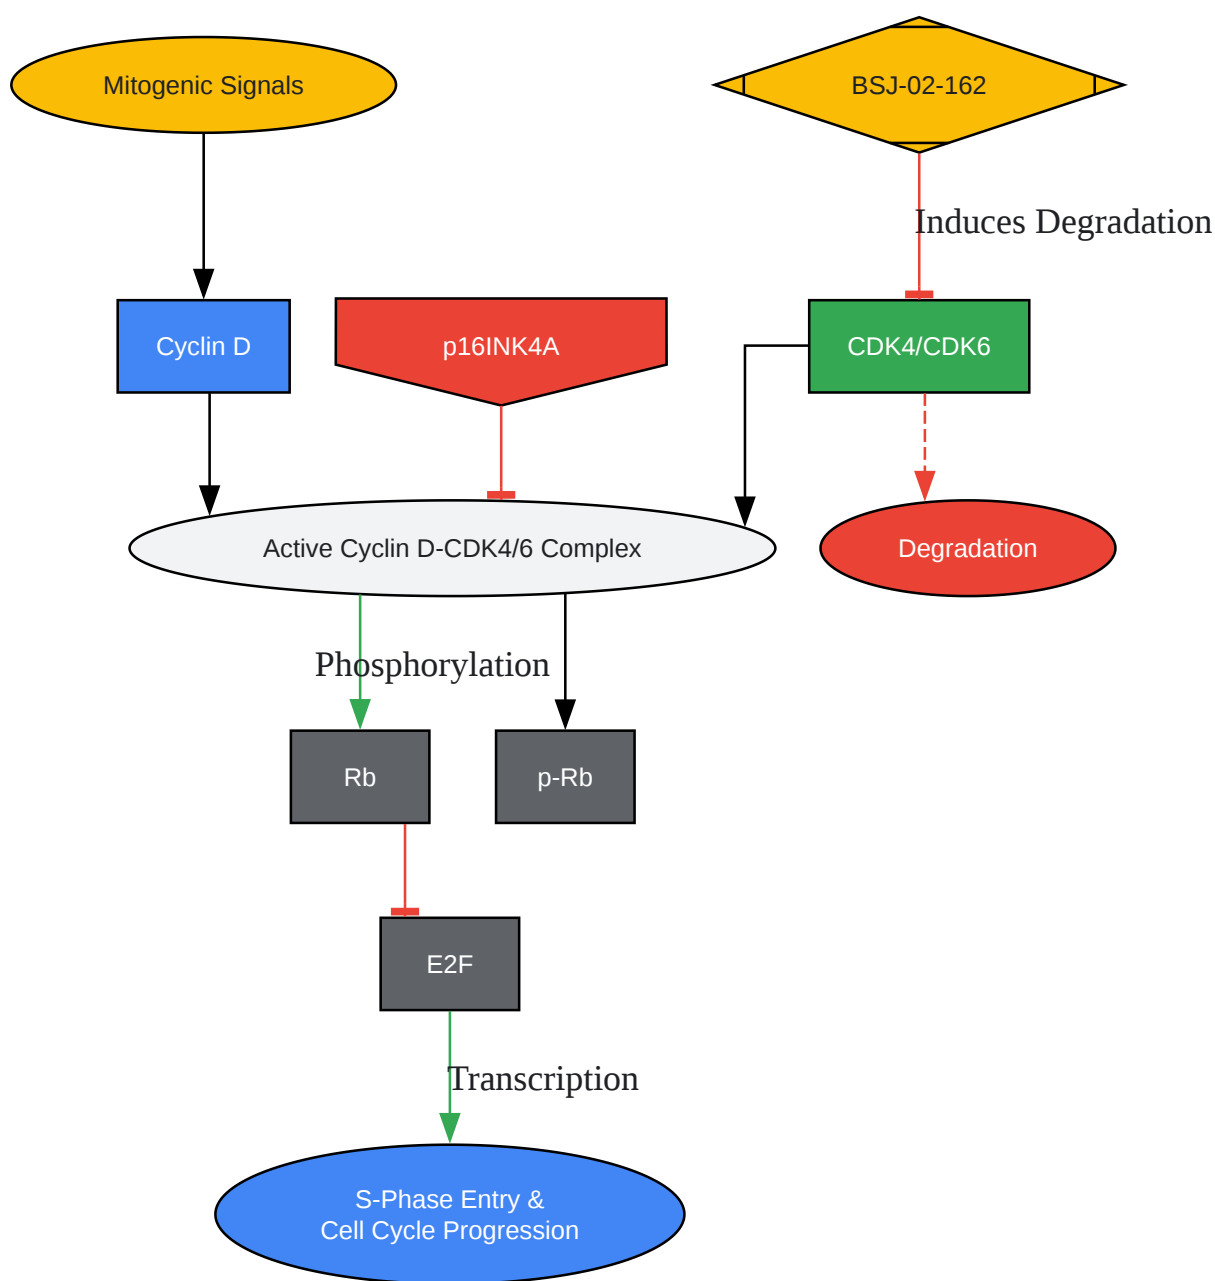 Mitogenic Signals
BSJ-02-162
Induces Degradation
Cyclin D
p16INK4A
CDK4/CDK6
Active Cyclin D-CDK4/6 Complex
Degradation
Phosphorylation
Rb
p-Rb
E2F
Transcription
S-Phase Entry &
Cell Cycle Progression